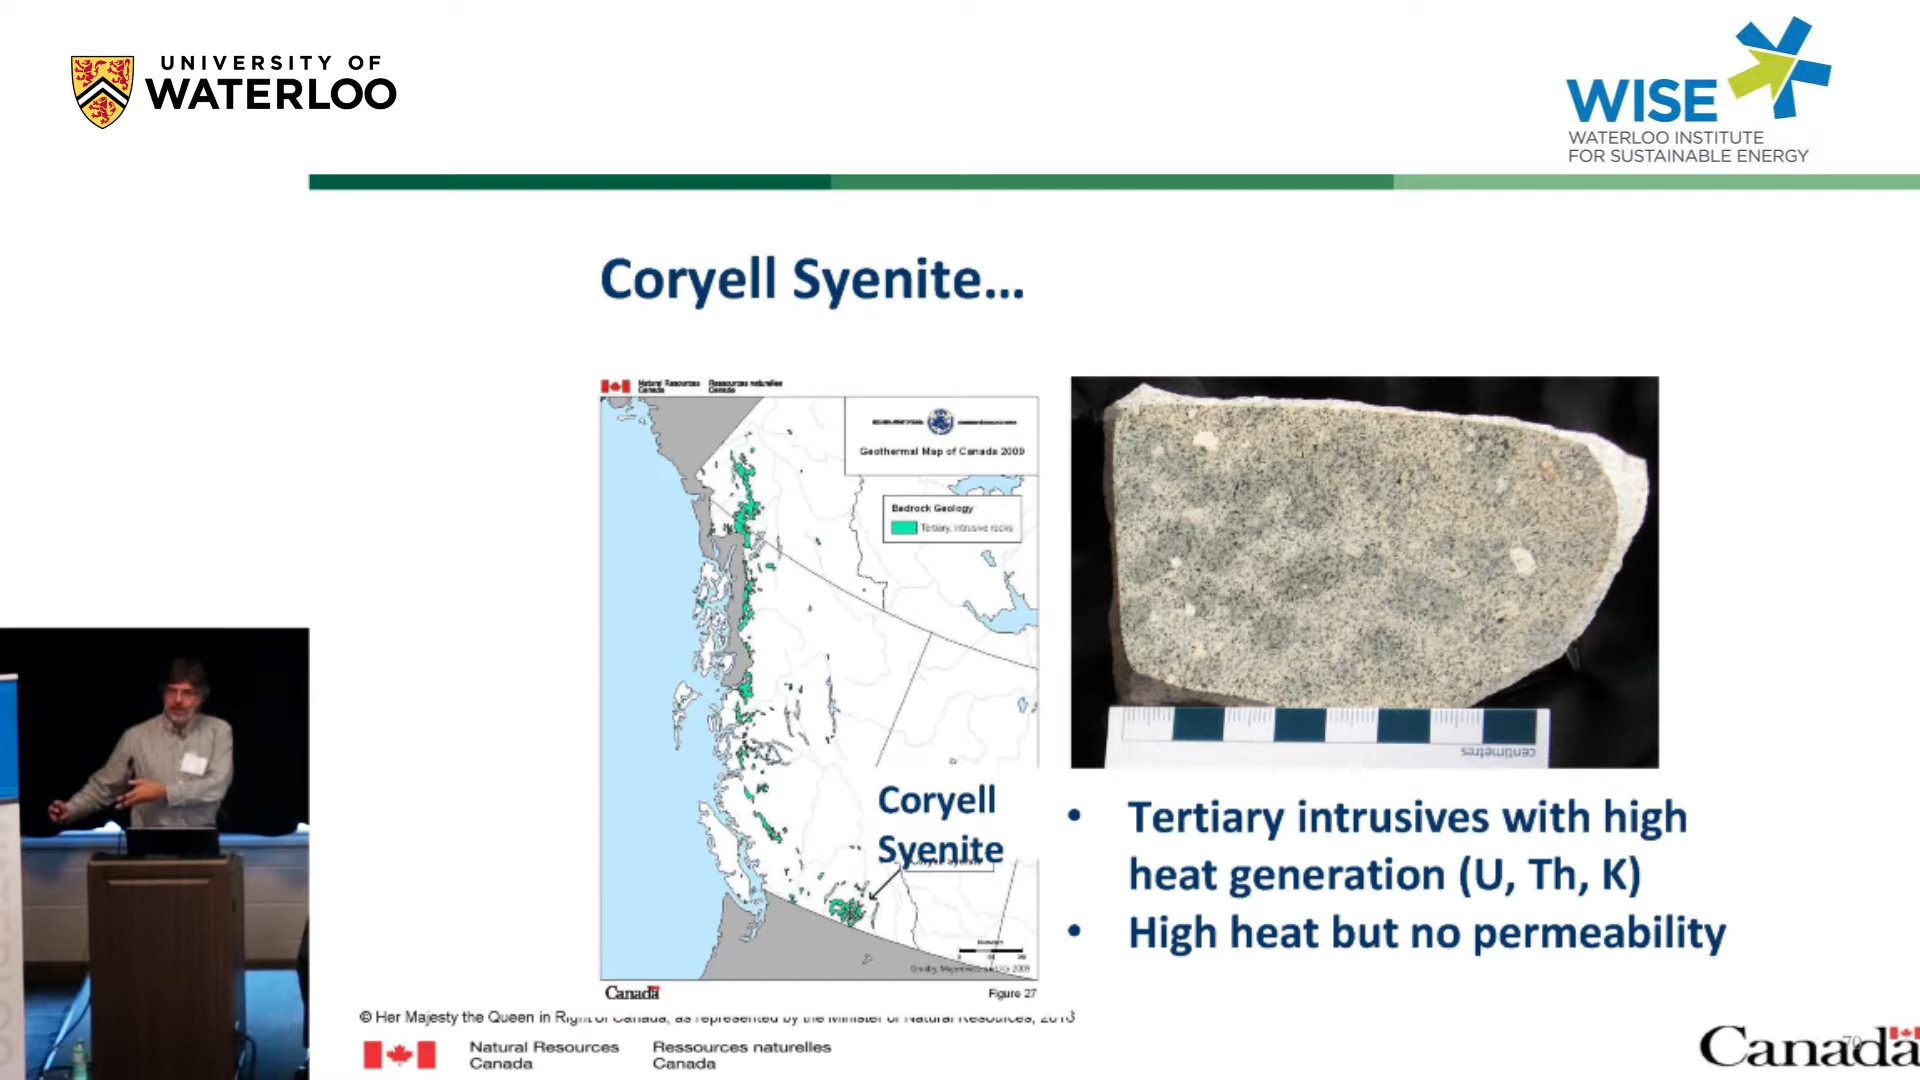 UNIVERSITY OF
WATERLOO
WISE
WATERLOO INSTITUTE
FOR SUSTAINABLE ENERGY
Coryell Syenite...
Natural Resources
Canada
Ressources naturelles
Canada
Geothermal Map of Canada 2009
Bedrock Geology
Tertiary, intrusive rocks
Coryell
Syenite
centimetres
• Tertiary intrusives with high
heat generation (U, Th, K)
• High heat but no permeability
Canada
Figure 27
© Her Majesty the Queen in Right of Canada, as represented by the Minister of Natural Resources,
Natural Resources
Canada
Ressources naturelles
Canada
Canada
70